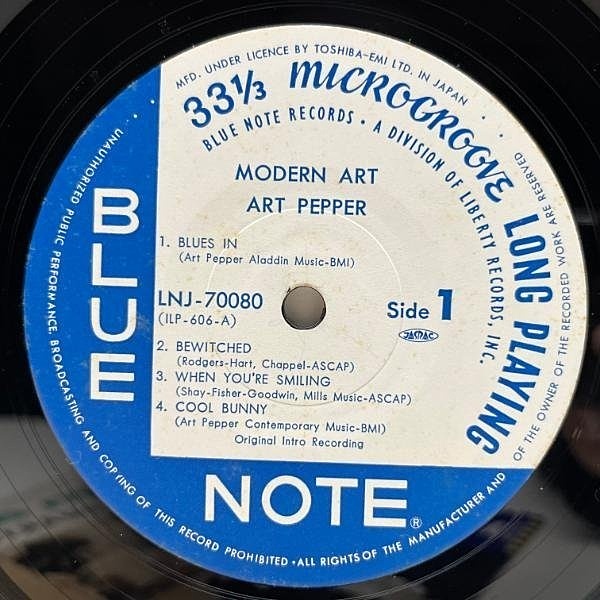 MFD. UNDER LICENCE BY TOSHIBA-EMI LTD. IN JAPAN
33 1/3 MICROGROOVE LONG PLAYING
BLUE NOTE RECORDS • A DIVISION OF LIBERTY RECORDS, INC.
MODERN ART
ART PEPPER
1. BLUES IN
(Art Pepper Aladdin Music-BMI)
LNJ-70080
(ILP-606-A)
Side 1
JASRAC
2. BEWITCHED
(Rodgers-Hart, Chappel-ASCAP)
3. WHEN YOU'RE SMILING
(Shay-Fisher-Goodwin, Mills Music-ASCAP)
4. COOL BUNNY
(Art Pepper Contemporary Music-BMI)
Original Intro Recording
BLUE
NOTE®
UNAUTHORIZED PUBLIC PERFORMANCE, BROADCASTING AND COPYING OF THIS RECORD PROHIBITED • ALL RIGHTS OF THE MANUFACTURER AND OF THE OWNER OF THE RECORDED WORK ARE RESERVED